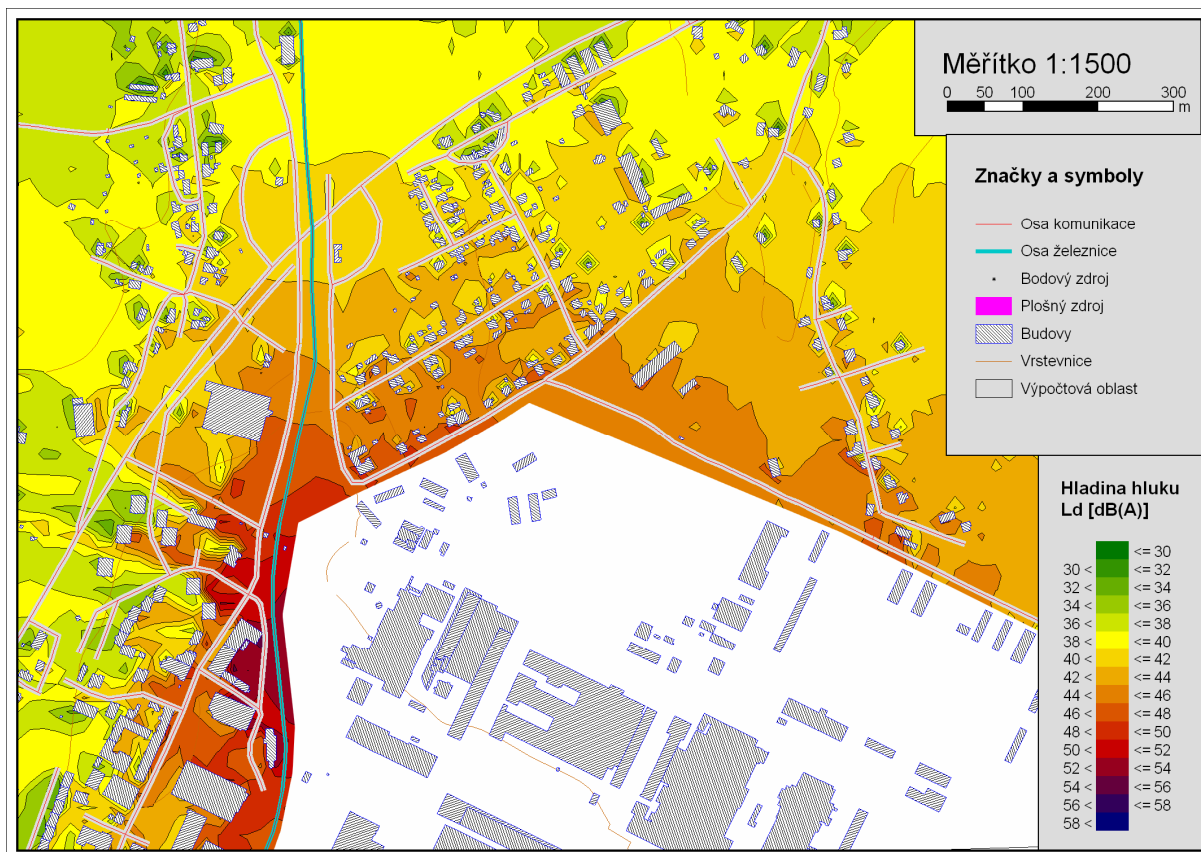 Měřítko 1:1500
0 50 100 200 300
m
Značky a symboly
Osa komunikace
Osa železnice
Bodový zdroj
Plošný zdroj
Budovy
Vrstevnice
Výpočtová oblast
Hladina hluku
Ld [dB(A)]
<= 30
30 < <= 32
32 < <= 34
34 < <= 36
36 < <= 38
38 < <= 40
40 < <= 42
42 < <= 44
44 < <= 46
46 < <= 48
48 < <= 50
50 < <= 52
52 < <= 54
54 < <= 56
56 < <= 58
58 <